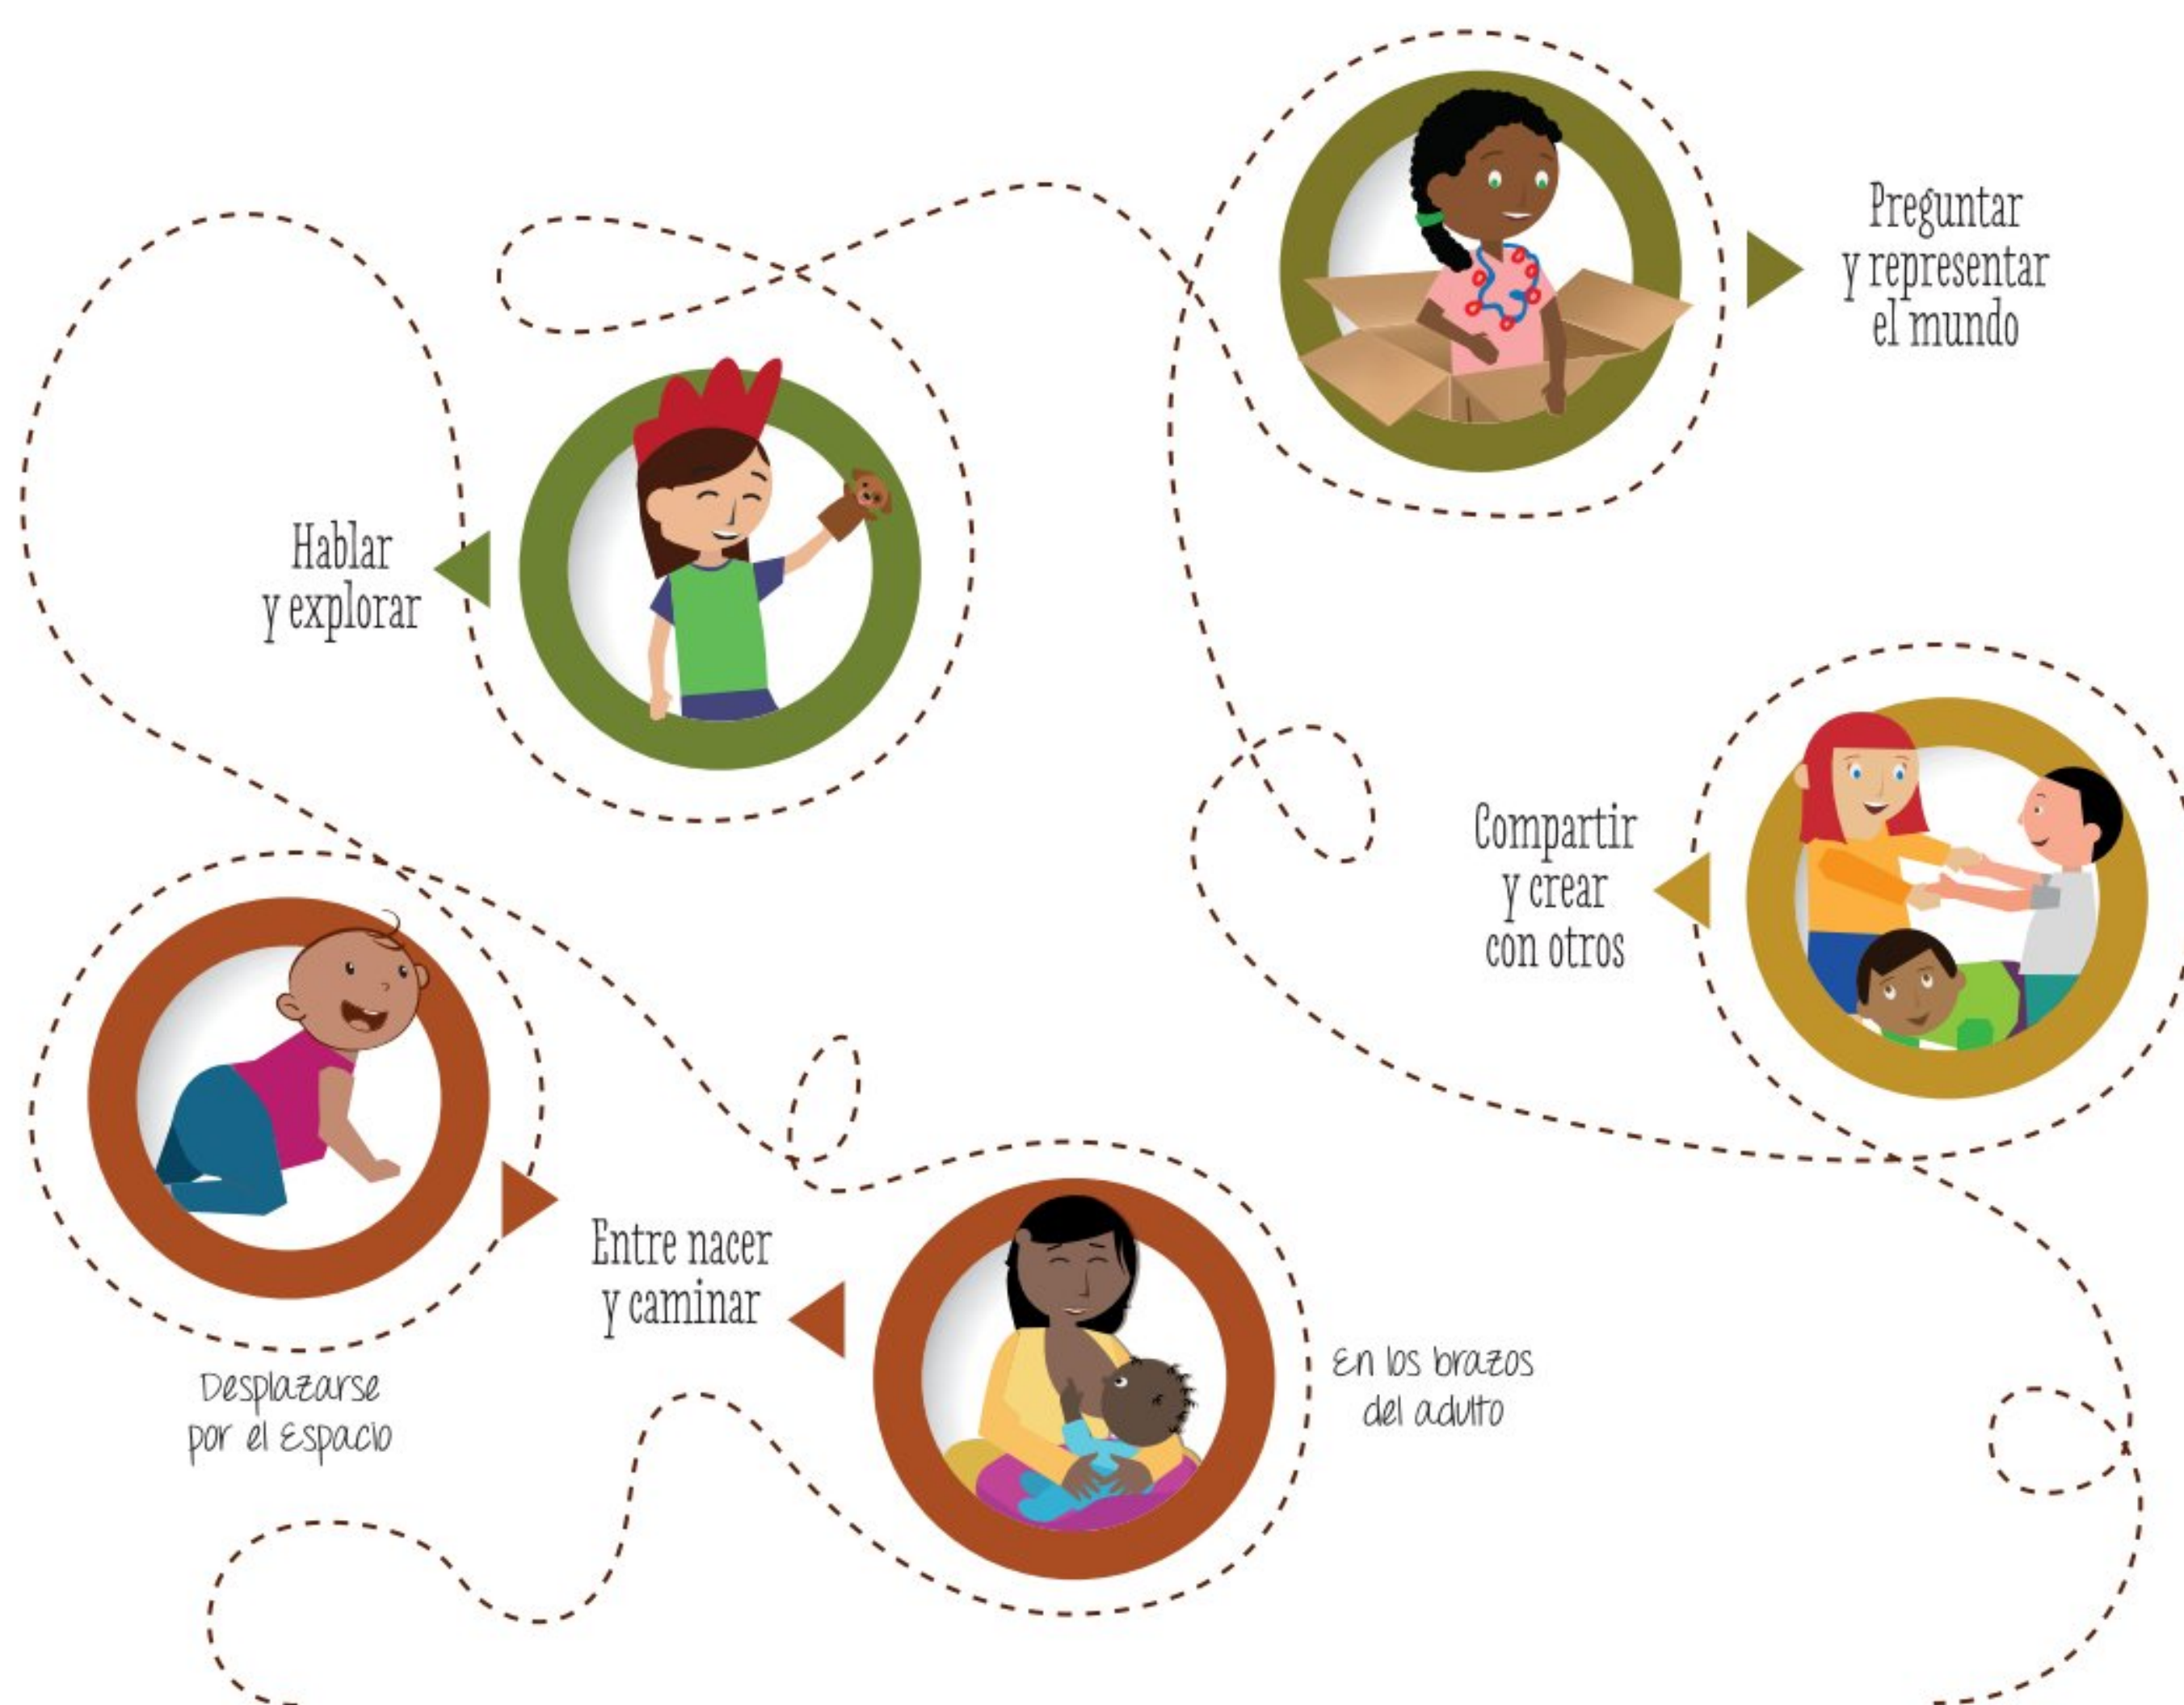 Preguntar
y representar
el mundo
Hablar
y explorar
Compartir
y crear
con otros
Entre nacer
y caminar
En los brazos
del adulto
Desplazarse
por el Espacio